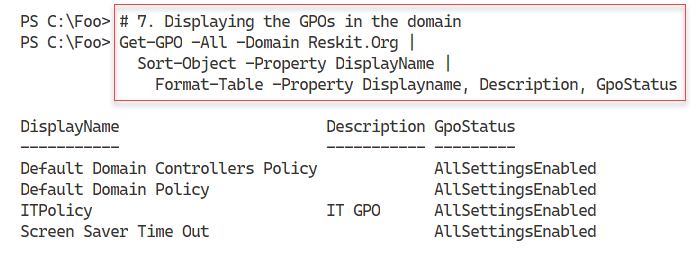 PS C:\Foo> # 7. Displaying the GPOs in the domain
PS C:\Foo> Get-GPO -All -Domain Reskit.Org |
Sort-Object -Property DisplayName |
Format-Table -Property Displayname, Description, GpoStatus
DisplayName Description GpoStatus
----------- ----------- ---------
Default Domain Controllers Policy AllSettingsEnabled
Default Domain Policy AllSettingsEnabled
ITPolicy IT GPO AllSettingsEnabled
Screen Saver Time Out AllSettingsEnabled